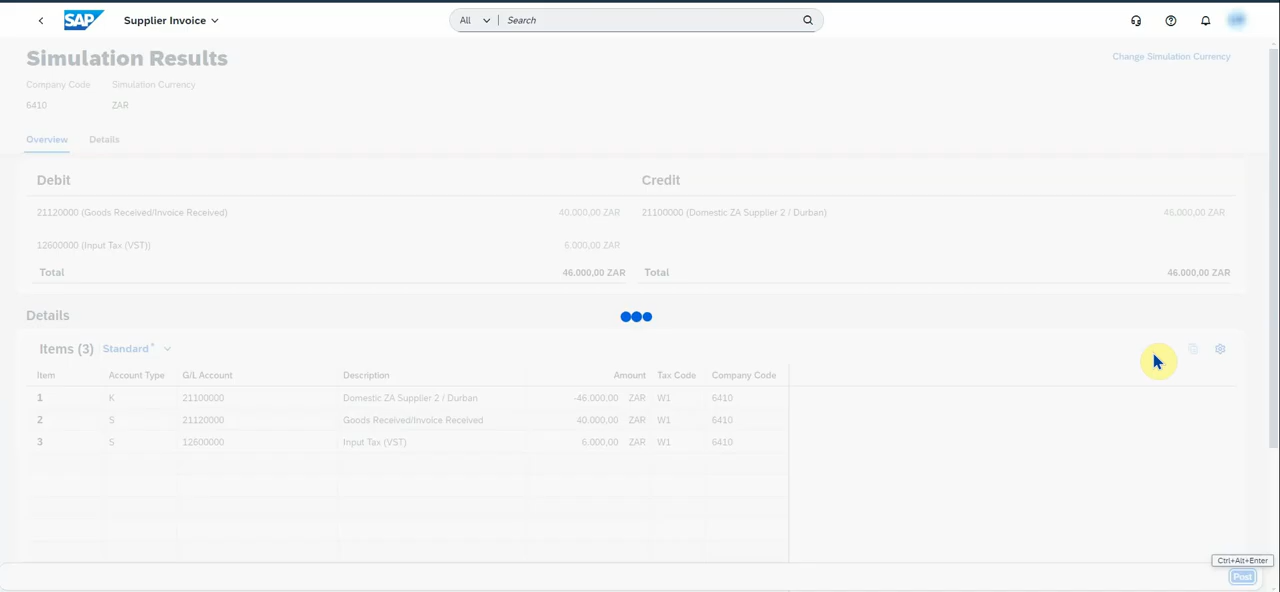 SAP Supplier Invoice All Search
Simulation Results Change Simulation Currency
Company Code Simulation Currency
6410 ZAR
Overview Details
Debit Credit
21120000 (Goods Received/Invoice Received) 40.000,00 ZAR 21100000 (Domestic ZA Supplier 2 / Durban) 46.000,00 ZAR
12600000 (Input Tax (VST)) 6.000,00 ZAR
Total 46.000,00 ZAR Total 46.000,00 ZAR
Details
Items (3) Standard*
Item Account Type G/L Account Description Amount Tax Code Company Code
1 K 21100000 Domestic ZA Supplier 2 / Durban -46.000,00 ZAR W1 6410
2 S 21120000 Goods Received/Invoice Received 40.000,00 ZAR W1 6410
3 S 12600000 Input Tax (VST) 6.000,00 ZAR W1 6410
Ctrl+Alt+Enter
Post